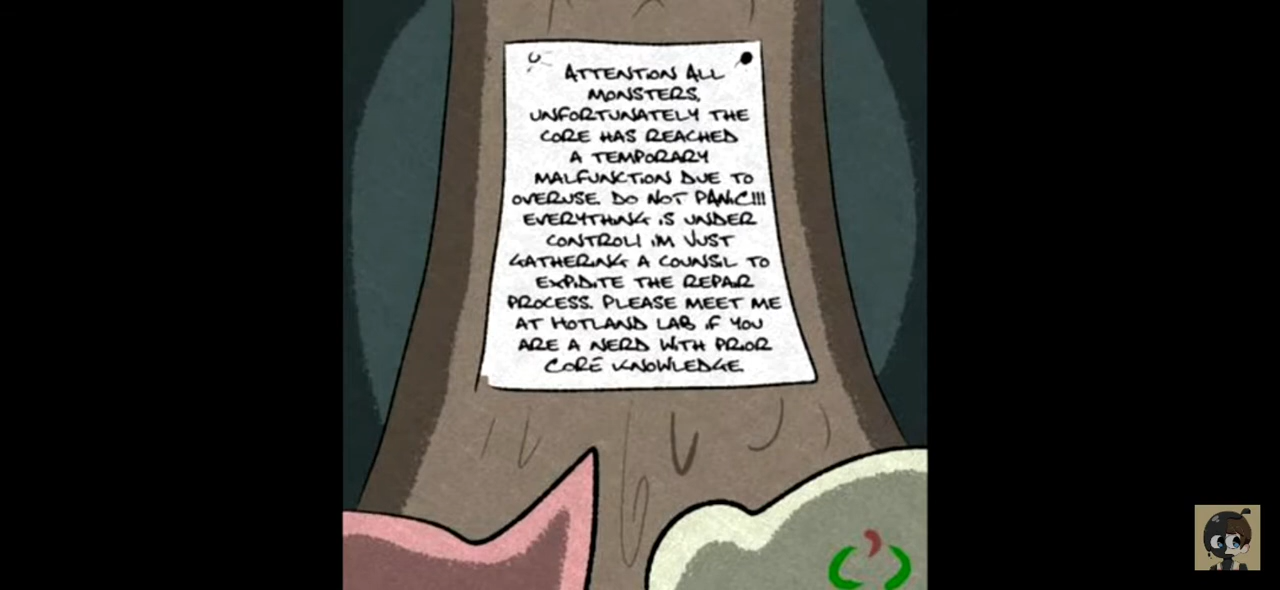 ATTENTION ALL
MONSTERS,
UNFORTUNATELY THE
CORE HAS REACHED
A TEMPORARY
MALFUNCTION DUE TO
OVERUSE. DO NOT PANIC!!!
EVERYTHING IS UNDER
CONTROL! IM JUST
GATHERING A COUNSIL TO
EXPIDITE THE REPAIR
PROCESS. PLEASE MEET ME
AT HOTLAND LAB IF YOU
ARE A NERD WITH PRIOR
CORE KNOWLEDGE.